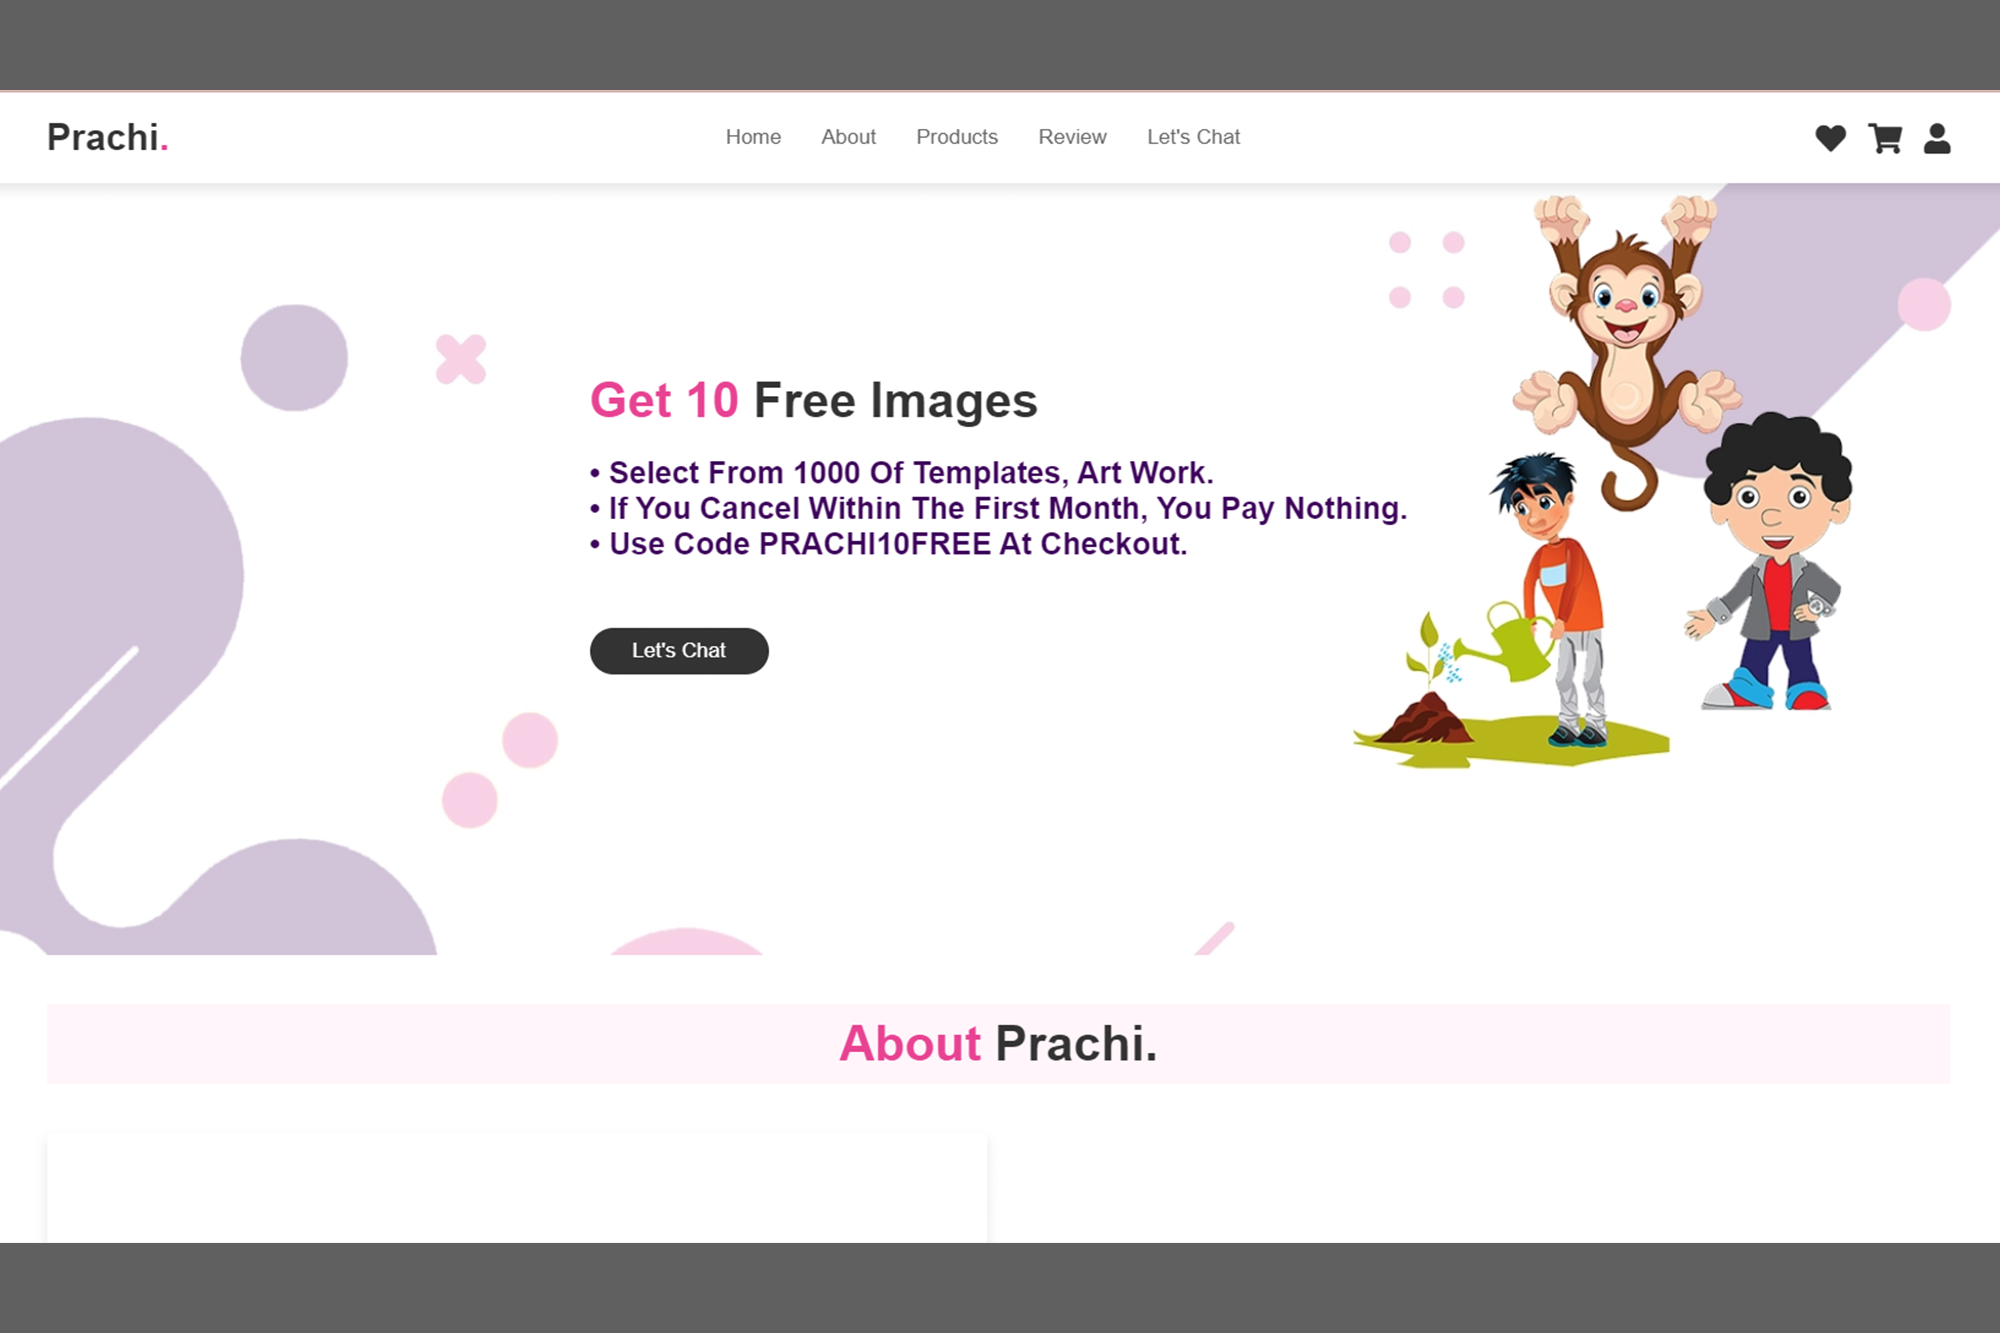 Prachi.
Home About Products Review Let's Chat
Get 10 Free Images
• Select From 1000 Of Templates, Art Work.
• If You Cancel Within The First Month, You Pay Nothing.
• Use Code PRACHI10FREE At Checkout.
Let's Chat
About Prachi.